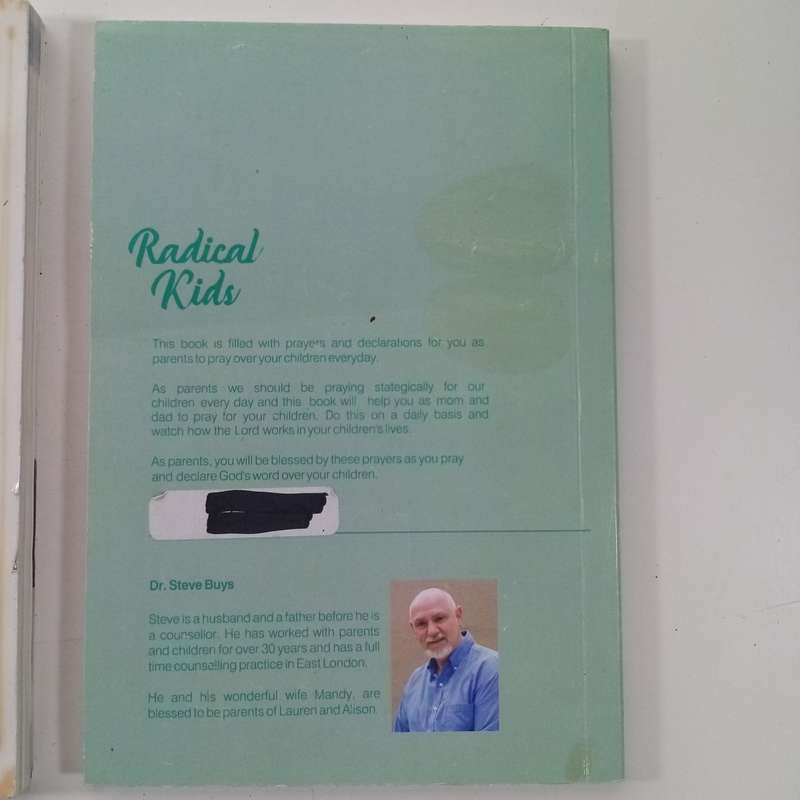 Radical
Kids
This book is filled with prayers and declarations for you as
parents to pray over your children everyday.
As parents we should be praying stategically for our
children every day and this book will help you as mom and
dad to pray for your children. Do this on a daily basis and
watch how the Lord works in your children's lives.
As parents, you will be blessed by these prayers as you pray
and declare God's word over your children.
Dr. Steve Buys
Steve is a husband and a father before he is
a counsellor. He has worked with parents
and children for over 30 years and has a full
time counselling practice in East London.
He and his wonderful wife Mandy, are
blessed to be parents of Lauren and Alison.